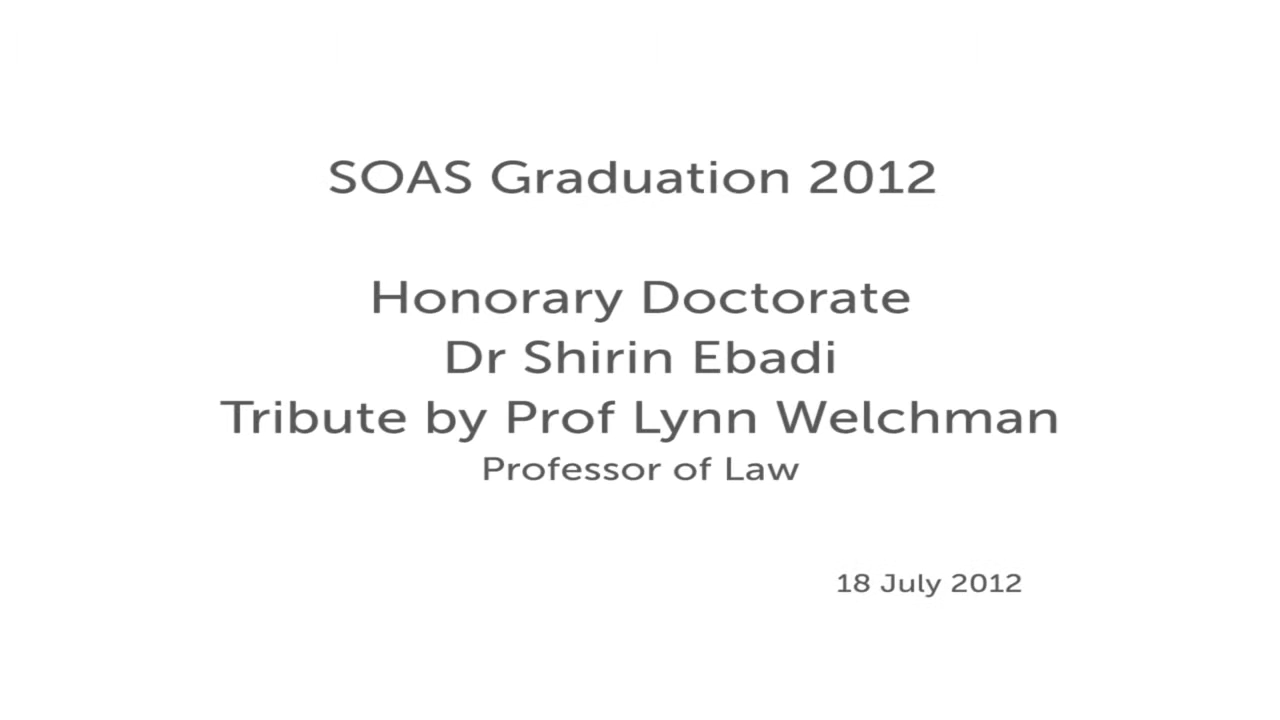 SOAS Graduation 2012
Honorary Doctorate
Dr Shirin Ebadi
Tribute by Prof Lynn Welchman
Professor of Law
18 July 2012